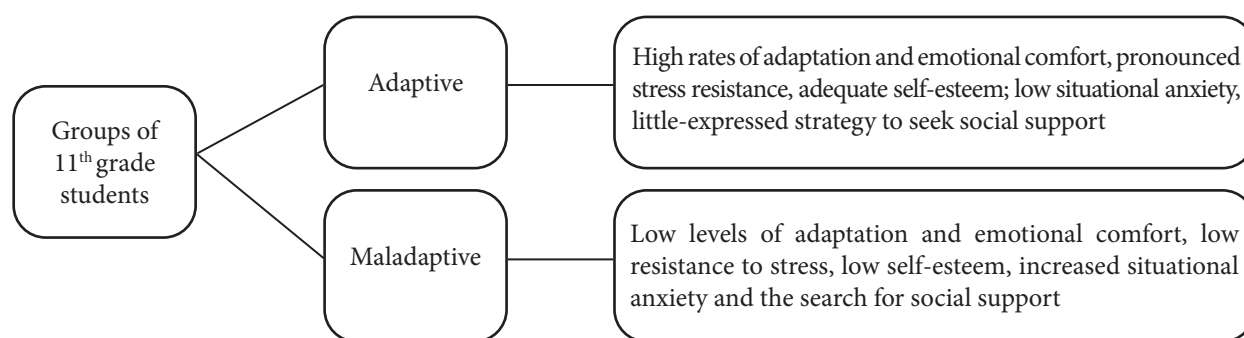 Groups of
11th grade
students
Adaptive
High rates of adaptation and emotional comfort, pronounced
stress resistance, adequate self-esteem; low situational anxiety,
little-expressed strategy to seek social support
Maladaptive
Low levels of adaptation and emotional comfort, low
resistance to stress, low self-esteem, increased situational
anxiety and the search for social support